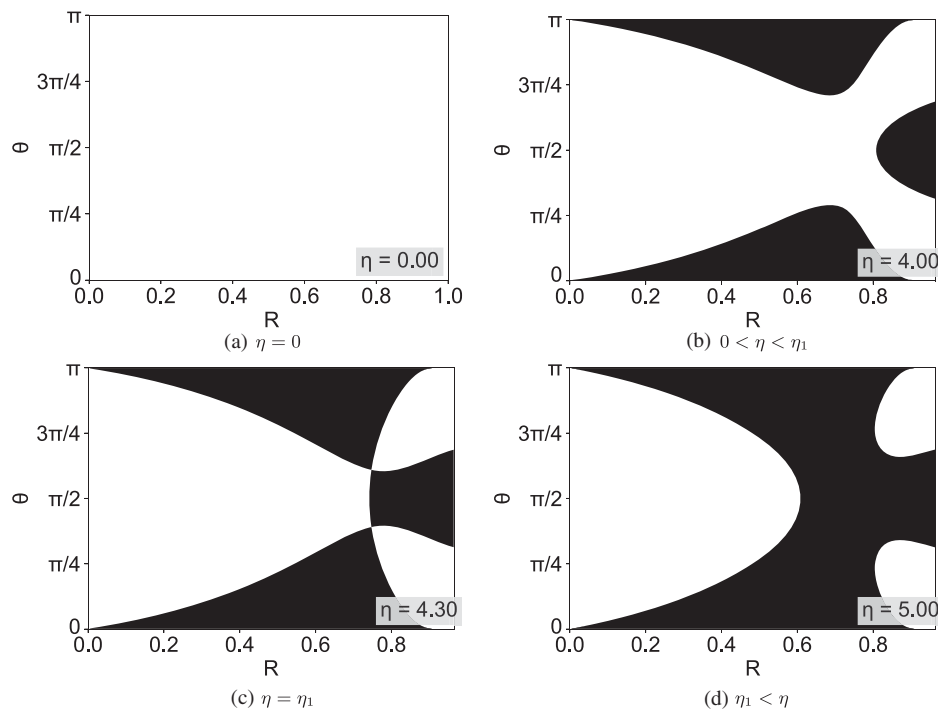 π
3π/4
θ π/2
π/4
0
η = 0.00
0.0 0.2 0.4 0.6 0.8 1.0
R
(a) η = 0
π
3π/4
θ π/2
π/4
0
η = 4.00
0.0 0.2 0.4 0.6 0.8
R
(b) 0 < η < η₁
π
3π/4
θ π/2
π/4
0
η = 4.30
0.0 0.2 0.4 0.6 0.8
R
(c) η = η₁
π
3π/4
θ π/2
π/4
0
η = 5.00
0.0 0.2 0.4 0.6 0.8
R
(d) η₁ < η